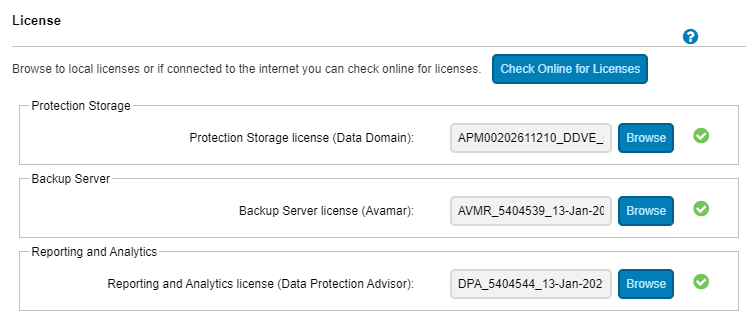 License
?
Browse to local licenses or if connected to the internet you can check online for licenses. Check Online for Licenses
Protection Storage
Protection Storage license (Data Domain): APM00202611210_DDVE_ Browse
Backup Server
Backup Server license (Avamar): AVMR_5404539_13-Jan-20 Browse
Reporting and Analytics
Reporting and Analytics license (Data Protection Advisor): DPA_5404544_13-Jan-202 Browse